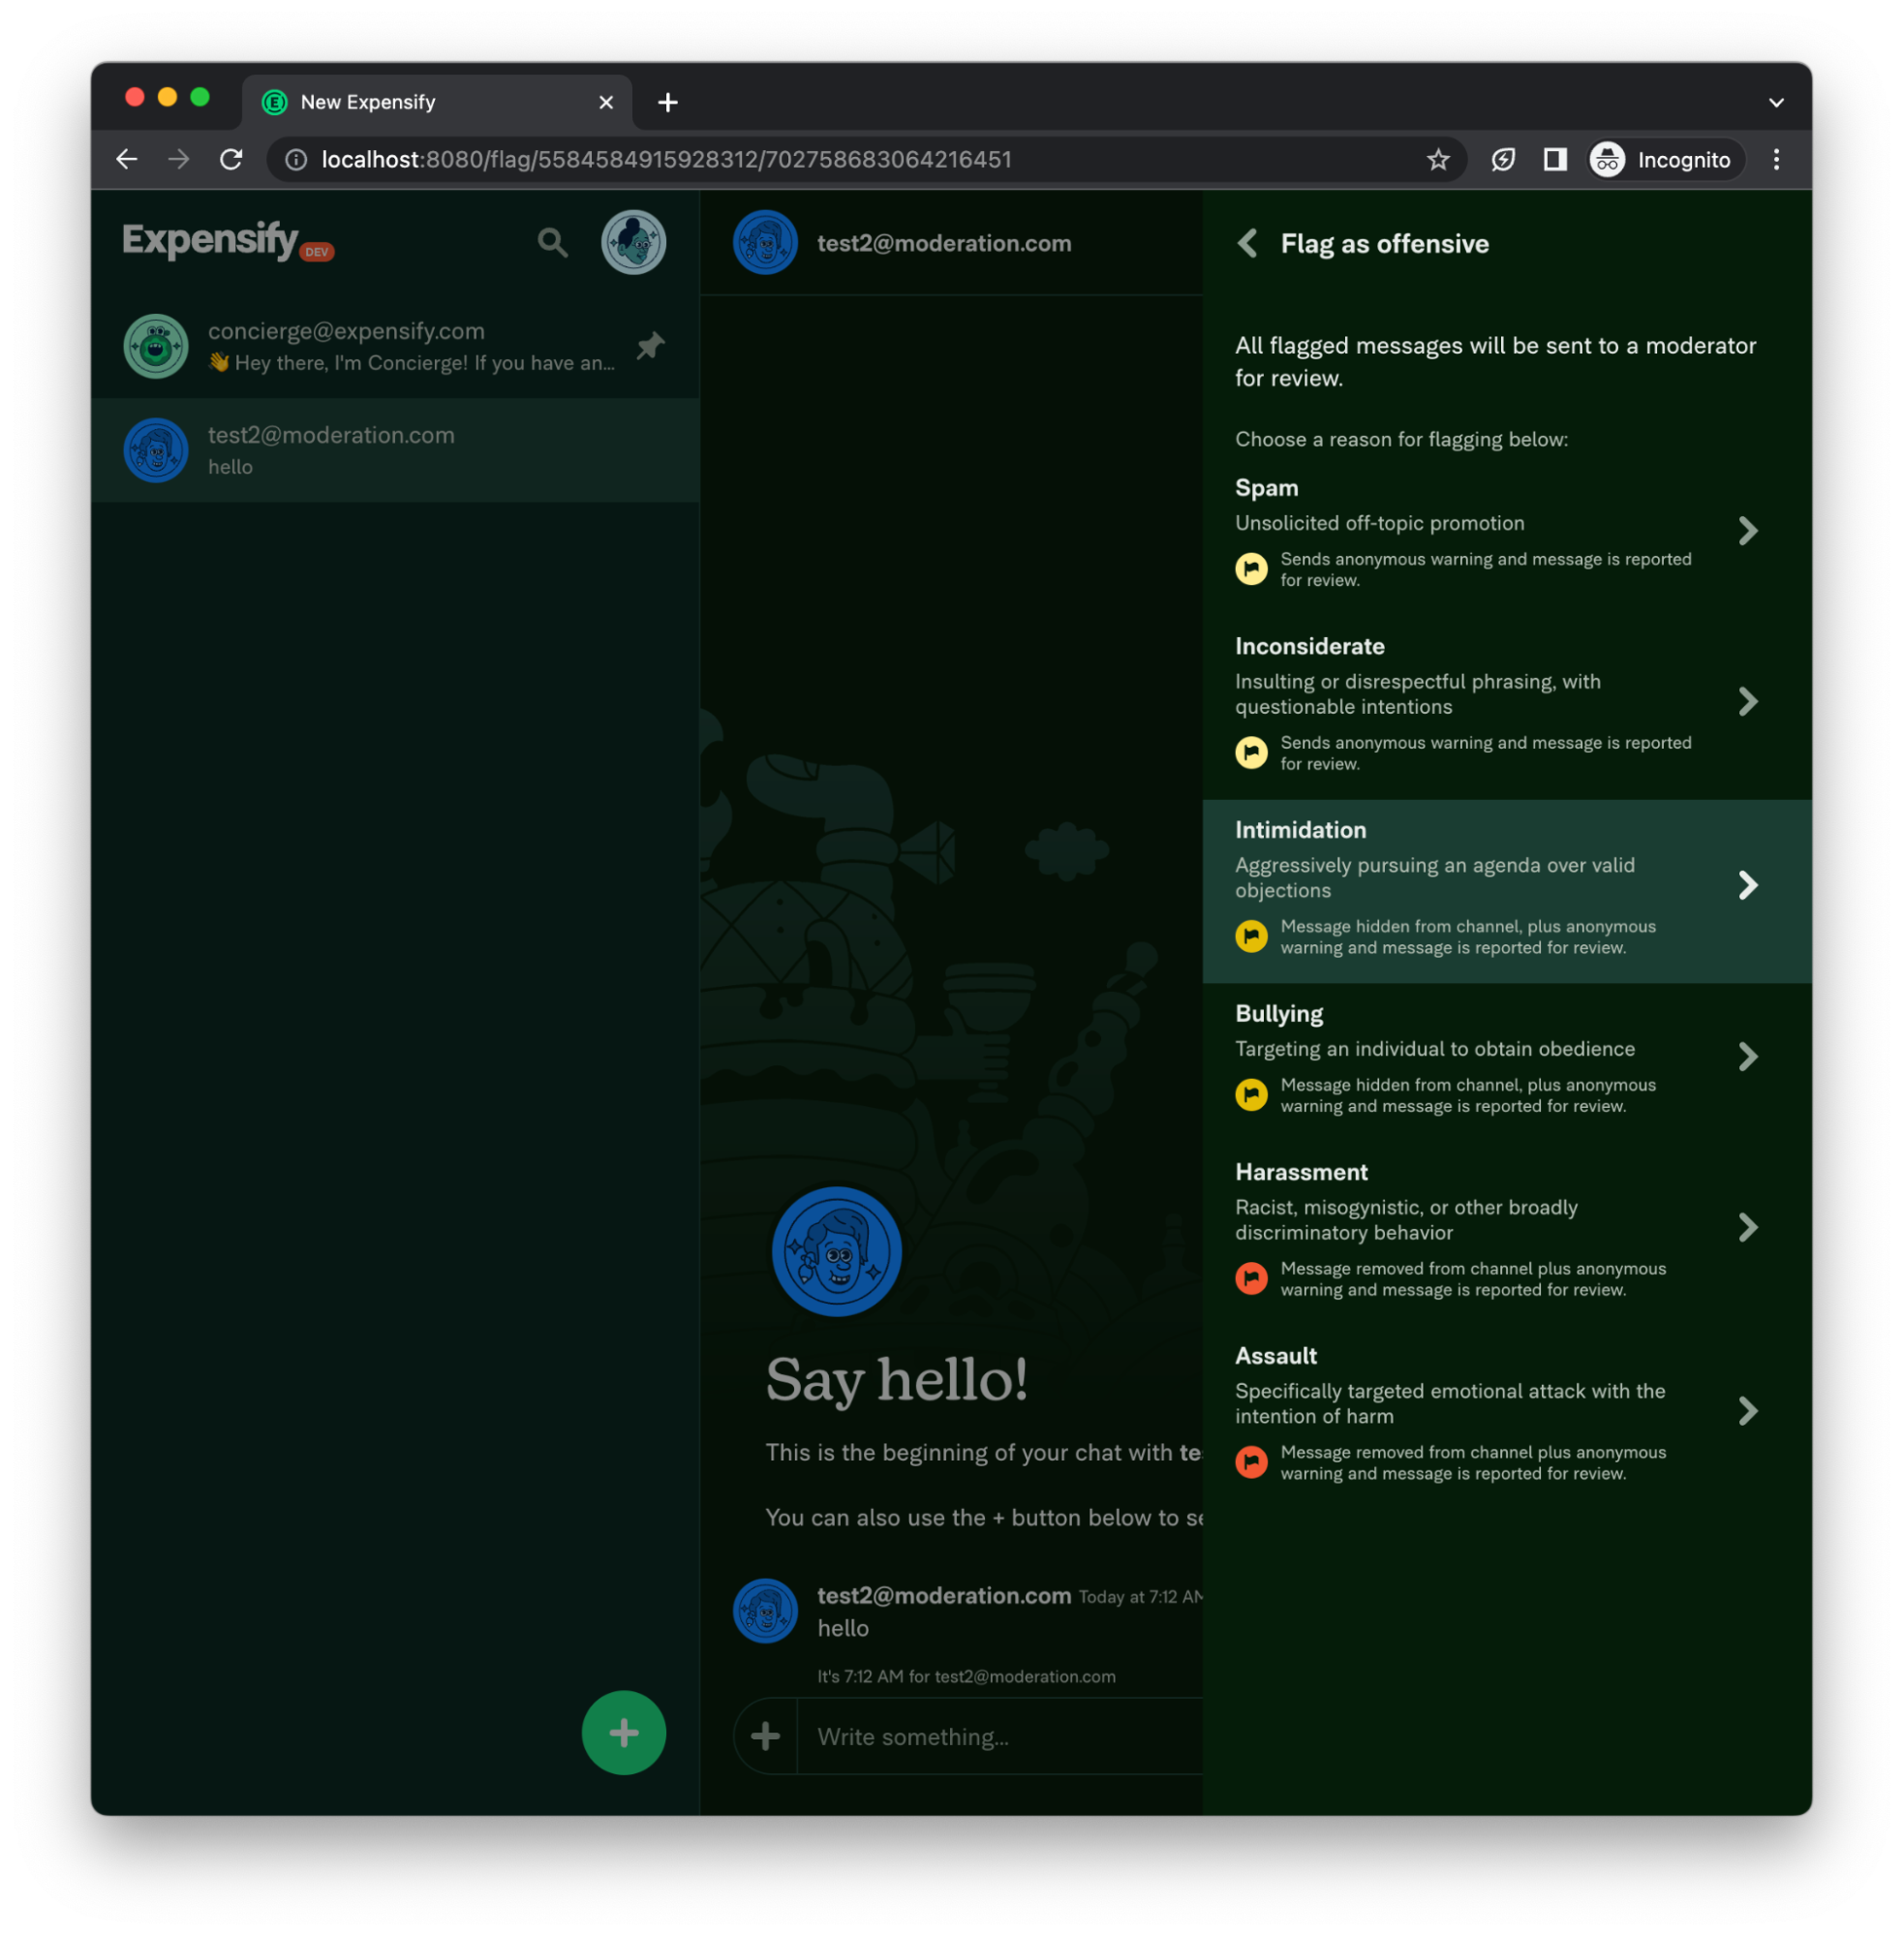 New Expensify
localhost:8080/flag/5584584915928312/702758683064216451
Incognito
Expensify DEV
concierge@expensify.com
👋 Hey there, I'm Concierge! If you have an...
test2@moderation.com
hello
test2@moderation.com
Say hello!
This is the beginning of your chat with te
You can also use the + button below to se
test2@moderation.com Today at 7:12 AM
hello
It's 7:12 AM for test2@moderation.com
Write something...
Flag as offensive
All flagged messages will be sent to a moderator
for review.
Choose a reason for flagging below:
Spam
Unsolicited off-topic promotion
Sends anonymous warning and message is reported
for review.
Inconsiderate
Insulting or disrespectful phrasing, with
questionable intentions
Sends anonymous warning and message is reported
for review.
Intimidation
Aggressively pursuing an agenda over valid
objections
Message hidden from channel, plus anonymous
warning and message is reported for review.
Bullying
Targeting an individual to obtain obedience
Message hidden from channel, plus anonymous
warning and message is reported for review.
Harassment
Racist, misogynistic, or other broadly
discriminatory behavior
Message removed from channel plus anonymous
warning and message is reported for review.
Assault
Specifically targeted emotional attack with the
intention of harm
Message removed from channel plus anonymous
warning and message is reported for review.